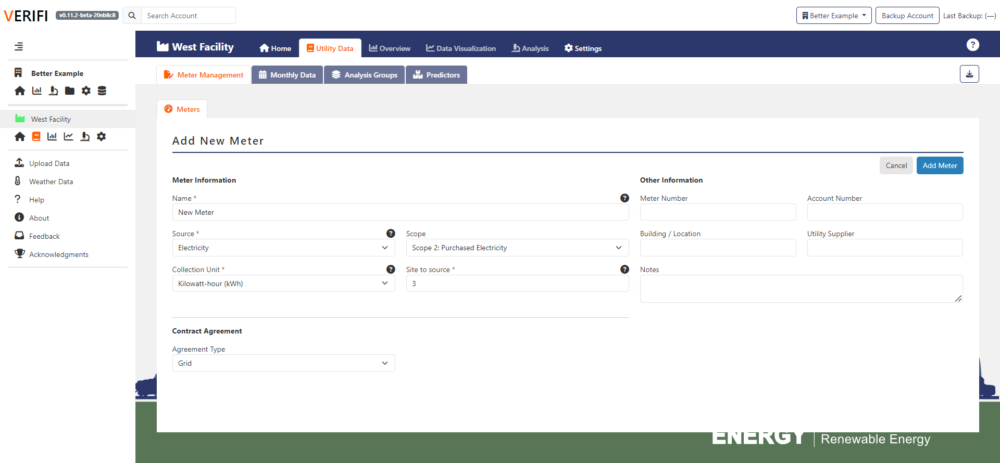 VERIFI v0.11.2-beta-20eb8c8 Search Account Better Example Backup Account Last Backup: (—)
West Facility Home Utility Data Overview Data Visualization Analysis Settings ?
Better Example
Meter Management Monthly Data Analysis Groups Predictors
West Facility
Meters
Upload Data
Weather Data
? Help
About
Feedback
Acknowledgments
Add New Meter
Cancel Add Meter
Meter Information
Name * ?
New Meter
Source * ?
Electricity
Scope
Scope 2: Purchased Electricity
Collection Unit * ?
Kilowatt-hour (kWh)
Site to source * ?
3
Contract Agreement
Agreement Type
Grid
Other Information
Meter Number
Account Number
Building / Location
Utility Supplier
Notes
ENERGY Renewable Energy